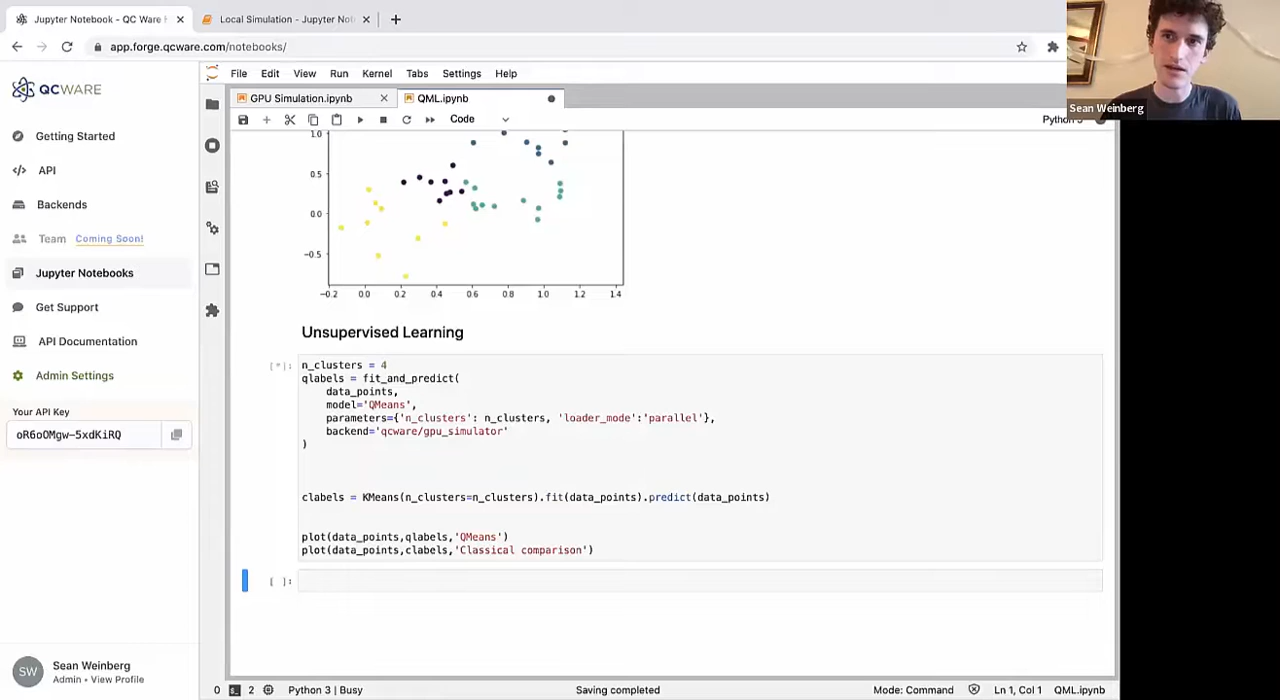 Jupyter Notebook - QC Ware
Local Simulation - Jupyter Not
app.forge.qcware.com/notebooks/
Sean Weinberg
QCWARE
Getting Started
API
Backends
Team Coming Soon!
Jupyter Notebooks
Get Support
API Documentation
Admin Settings
Your API Key
oR6oOMgw-5xdKiRQ
SW
Sean Weinberg
Admin • View Profile
File Edit View Run Kernel Tabs Settings Help
GPU Simulation.ipynb
QML.ipynb
Code
1.0
0.5
0.0
−0.5
−0.2 0.0 0.2 0.4 0.6 0.8 1.0 1.2 1.4
Unsupervised Learning
[*]:
n_clusters = 4
qlabels = fit_and_predict(
data_points,
model='QMeans',
parameters={'n_clusters': n_clusters, 'loader_mode':'parallel'},
backend='qcware/gpu_simulator'
)
clabels = KMeans(n_clusters=n_clusters).fit(data_points).predict(data_points)
plot(data_points,qlabels,'QMeans')
plot(data_points,clabels,'Classical comparison')
[ ]:
0 2 Python 3 | Busy Saving completed Mode: Command Ln 1, Col 1 QML.ipynb